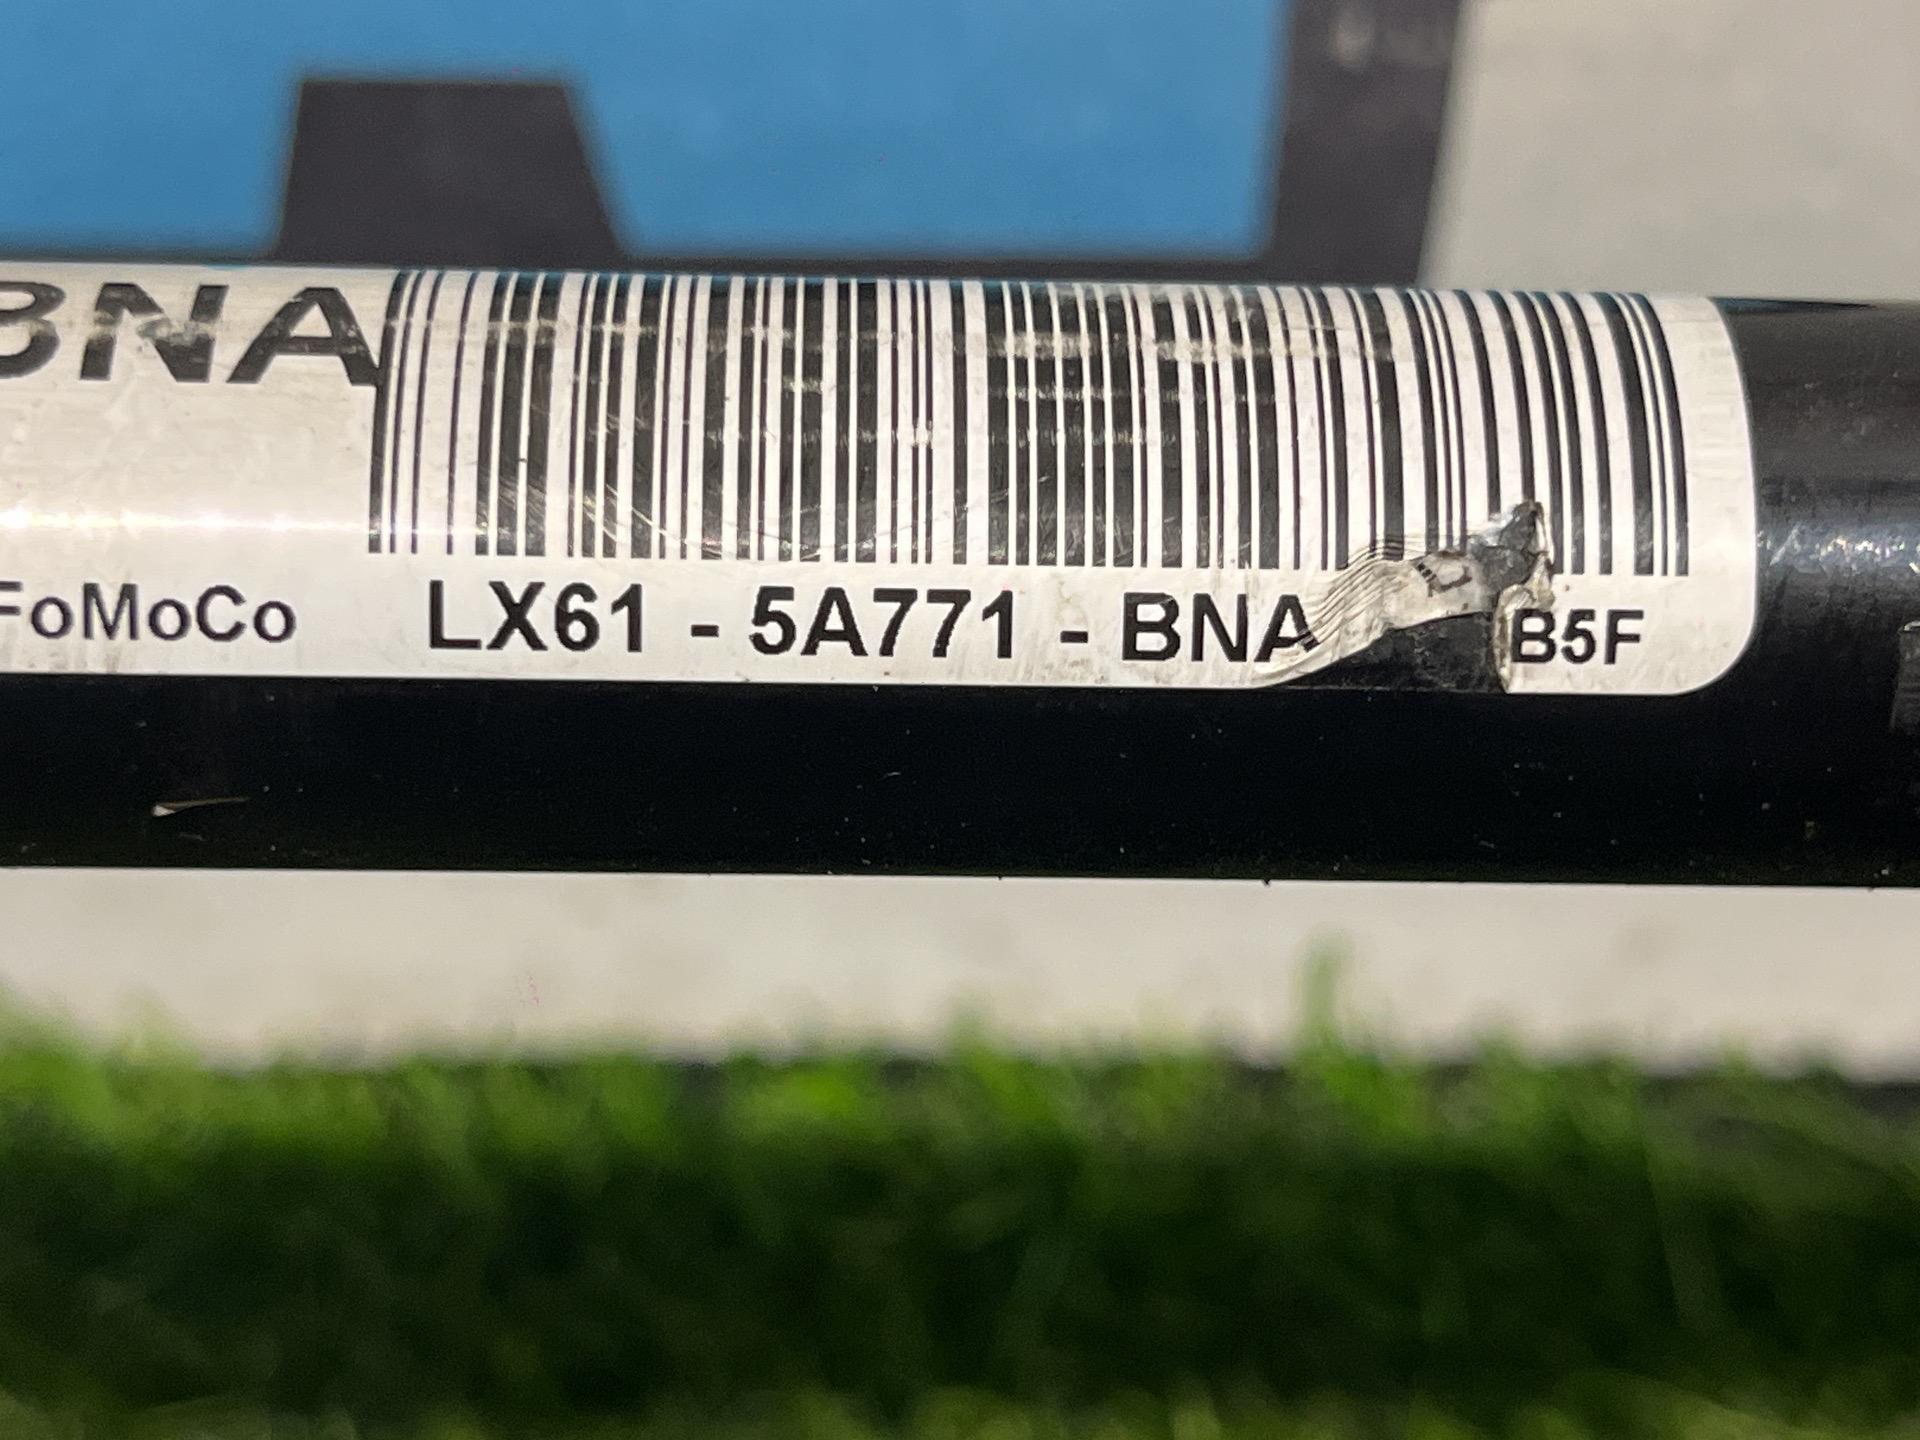 BNA
FoMoCo LX61 - 5A771 - BNA B5F